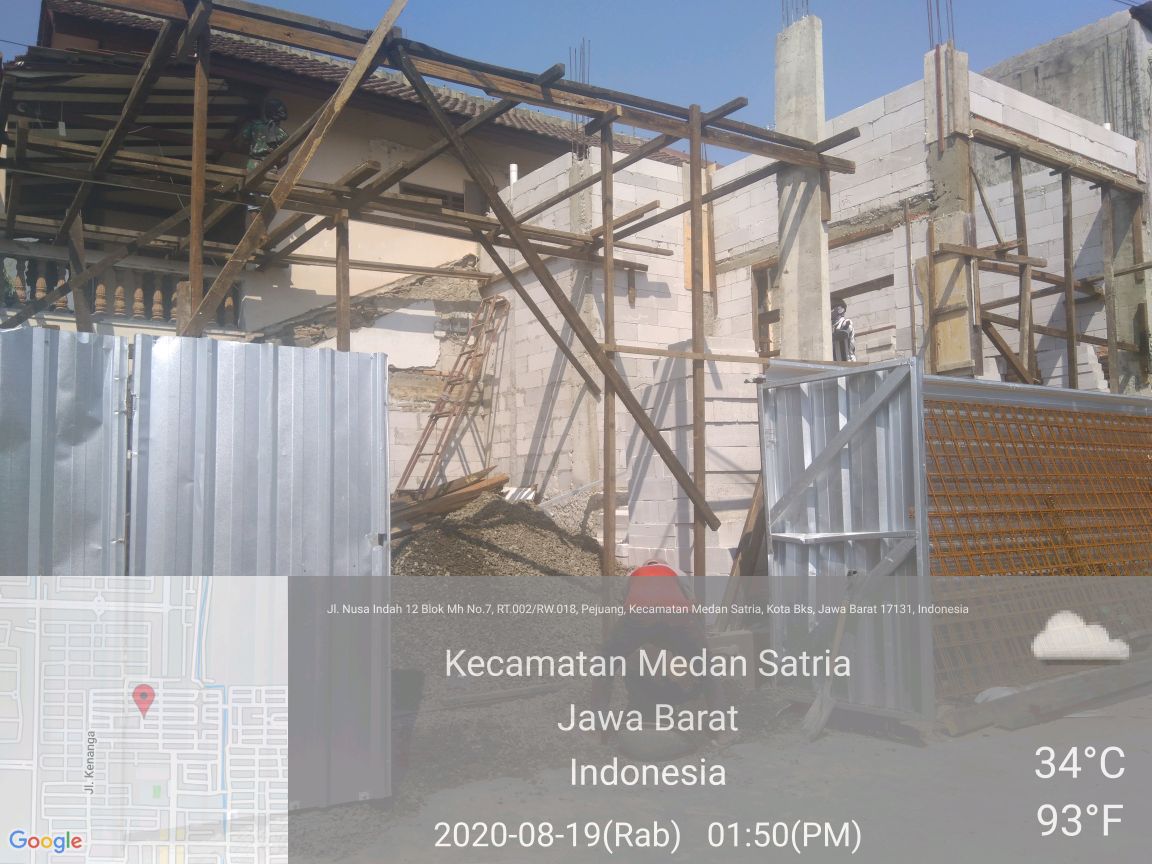 Jl. Nusa Indah 12 Blok Mh No.7, RT.002/RW.018, Pejuang, Kecamatan Medan Satria, Kota Bks, Jawa Barat 17131, Indonesia
Kecamatan Medan Satria
Jawa Barat
Indonesia
2020-08-19(Rab) 01:50(PM)
34°C
93°F
Jl. Kenanga
Google